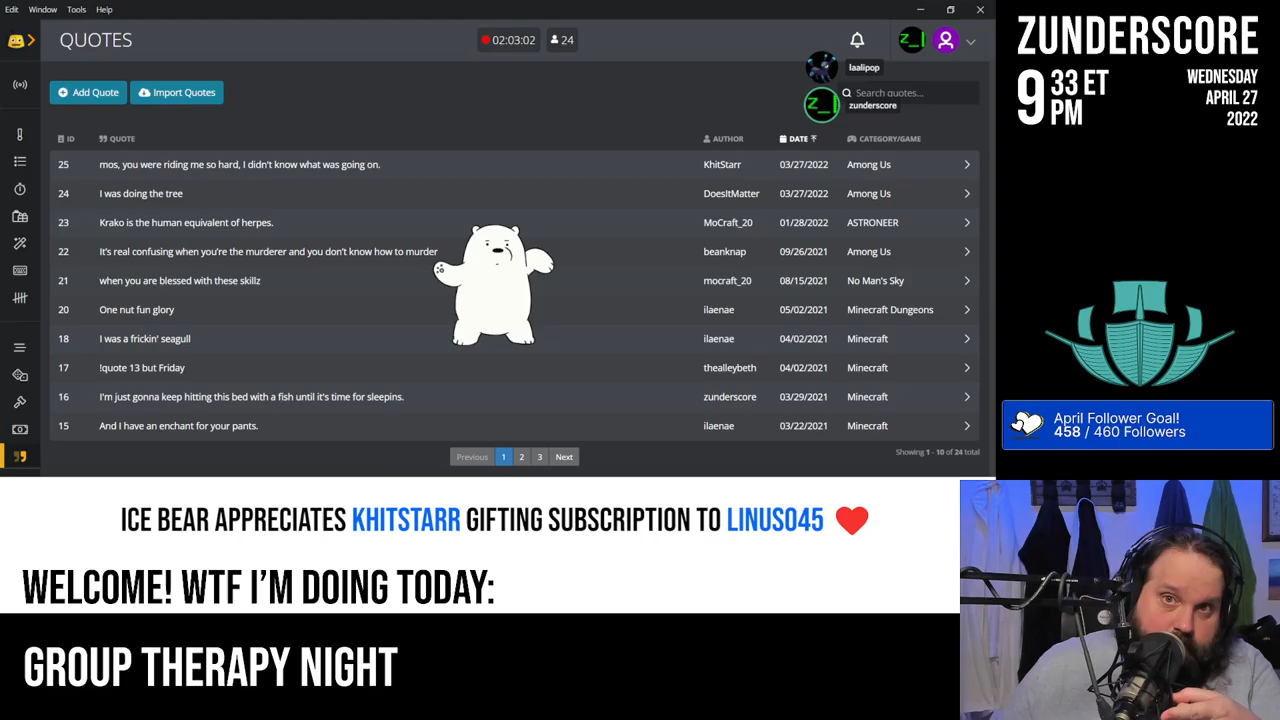 Edit Window Tools Help
QUOTES
02:03:02 24
z_|
laalipop
z_|
zunderscore
Add Quote Import Quotes
Search quotes...
ID QUOTE AUTHOR DATE CATEGORY/GAME
25 mos, you were riding me so hard, I didn't know what was going on. KhitStarr 03/27/2022 Among Us
24 I was doing the tree DoesItMatter 03/27/2022 Among Us
23 Krako is the human equivalent of herpes. MoCraft_20 01/28/2022 ASTRONEER
22 It's real confusing when you're the murderer and you don't know how to murder beanknap 09/26/2021 Among Us
21 when you are blessed with these skillz mocraft_20 08/15/2021 No Man's Sky
20 One nut fun glory ilaenae 05/02/2021 Minecraft Dungeons
18 I was a frickin' seagull ilaenae 04/02/2021 Minecraft
17 !quote 13 but Friday thealleybeth 04/02/2021 Minecraft
16 I'm just gonna keep hitting this bed with a fish until it's time for sleepins. zunderscore 03/29/2021 Minecraft
15 And I have an enchant for your pants. ilaenae 03/22/2021 Minecraft
Previous 1 2 3 Next
Showing 1 - 10 of 24 total
ZUNDERSCORE
9 33 ET PM
WEDNESDAY
APRIL 27
2022
April Follower Goal!
458 / 460 Followers
ICE BEAR APPRECIATES KHITSTARR GIFTING SUBSCRIPTION TO LINUS045
WELCOME! WTF I'M DOING TODAY:
GROUP THERAPY NIGHT